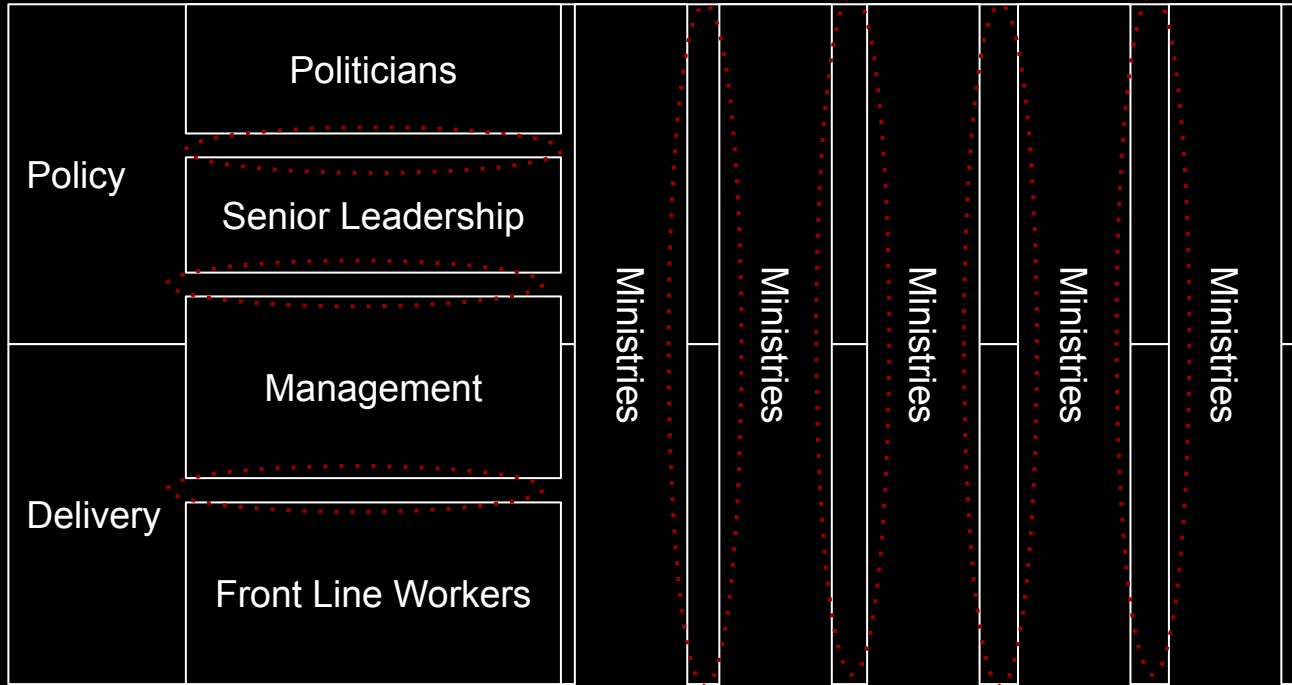 Politicians
Policy
Senior Leadership
Management
Delivery
Front Line Workers
Ministries
Ministries
Ministries
Ministries
Ministries